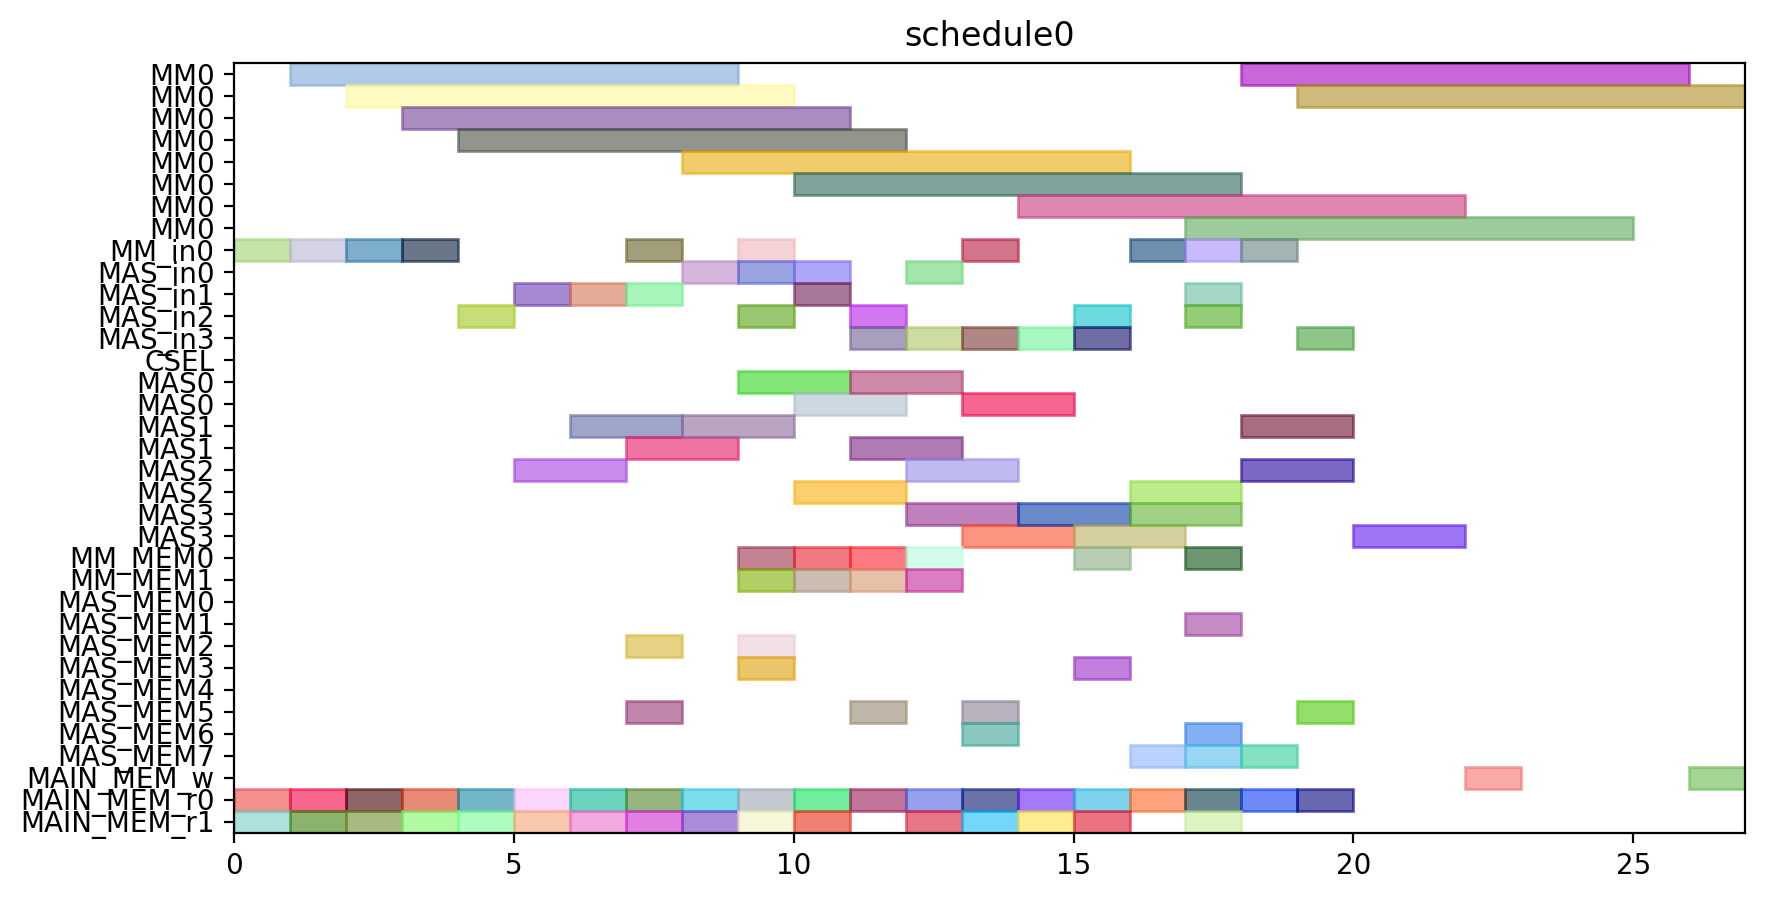 schedule0
MM0
MM0
MM0
MM0
MM0
MM0
MM0
MM0
MM_in0
MAS_in0
MAS_in1
MAS_in2
MAS_in3
CSEL
MAS0
MAS0
MAS1
MAS1
MAS2
MAS2
MAS3
MAS3
MM_MEM0
MM_MEM1
MAS_MEM0
MAS_MEM1
MAS_MEM2
MAS_MEM3
MAS_MEM4
MAS_MEM5
MAS_MEM6
MAS_MEM7
MAIN_MEM_w
MAIN_MEM_r0
MAIN_MEM_r1
0 5 10 15 20 25